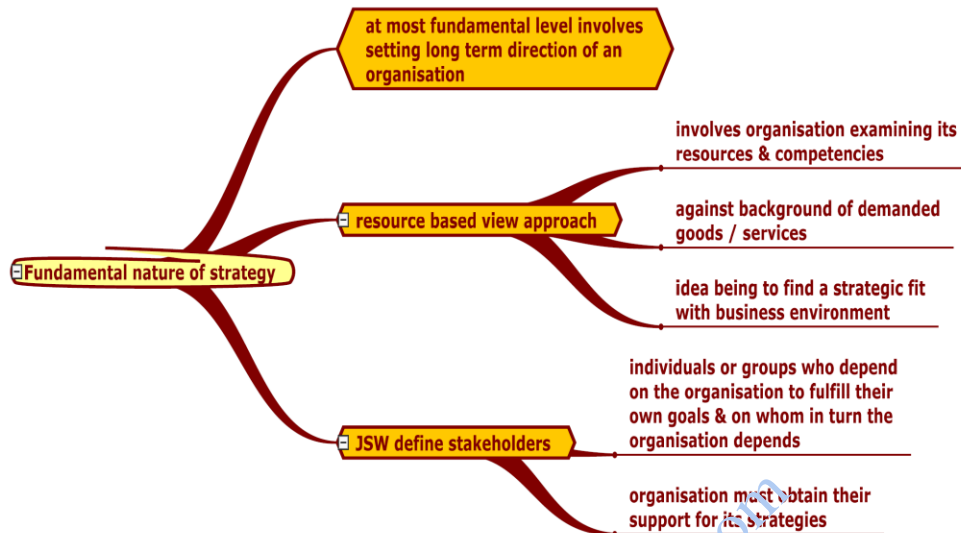 at most fundamental level involves
setting long term direction of an
organisation
involves organisation examining its
resources & competencies
resource based view approach
against background of demanded
goods / services
Fundamental nature of strategy
idea being to find a strategic fit
with business environment
individuals or groups who depend
on the organisation to fulfill their
own goals & on whom in turn the
organisation depends
JSW define stakeholders
organisation must obtain their
support for its strategies
om